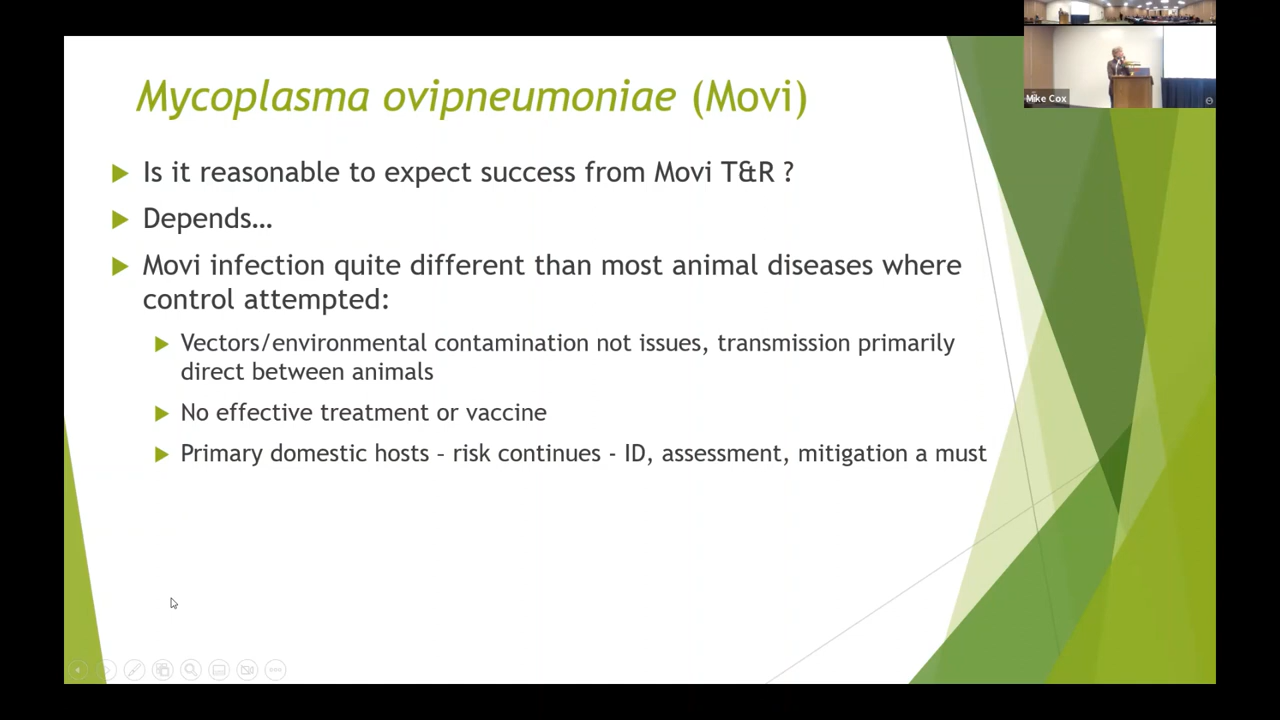 Mycoplasma ovipneumoniae (Movi)
Is it reasonable to expect success from Movi T&R ?
Depends…
Movi infection quite different than most animal diseases where
control attempted:
Vectors/environmental contamination not issues, transmission primarily
direct between animals
No effective treatment or vaccine
Primary domestic hosts – risk continues - ID, assessment, mitigation a must
Mike Cox